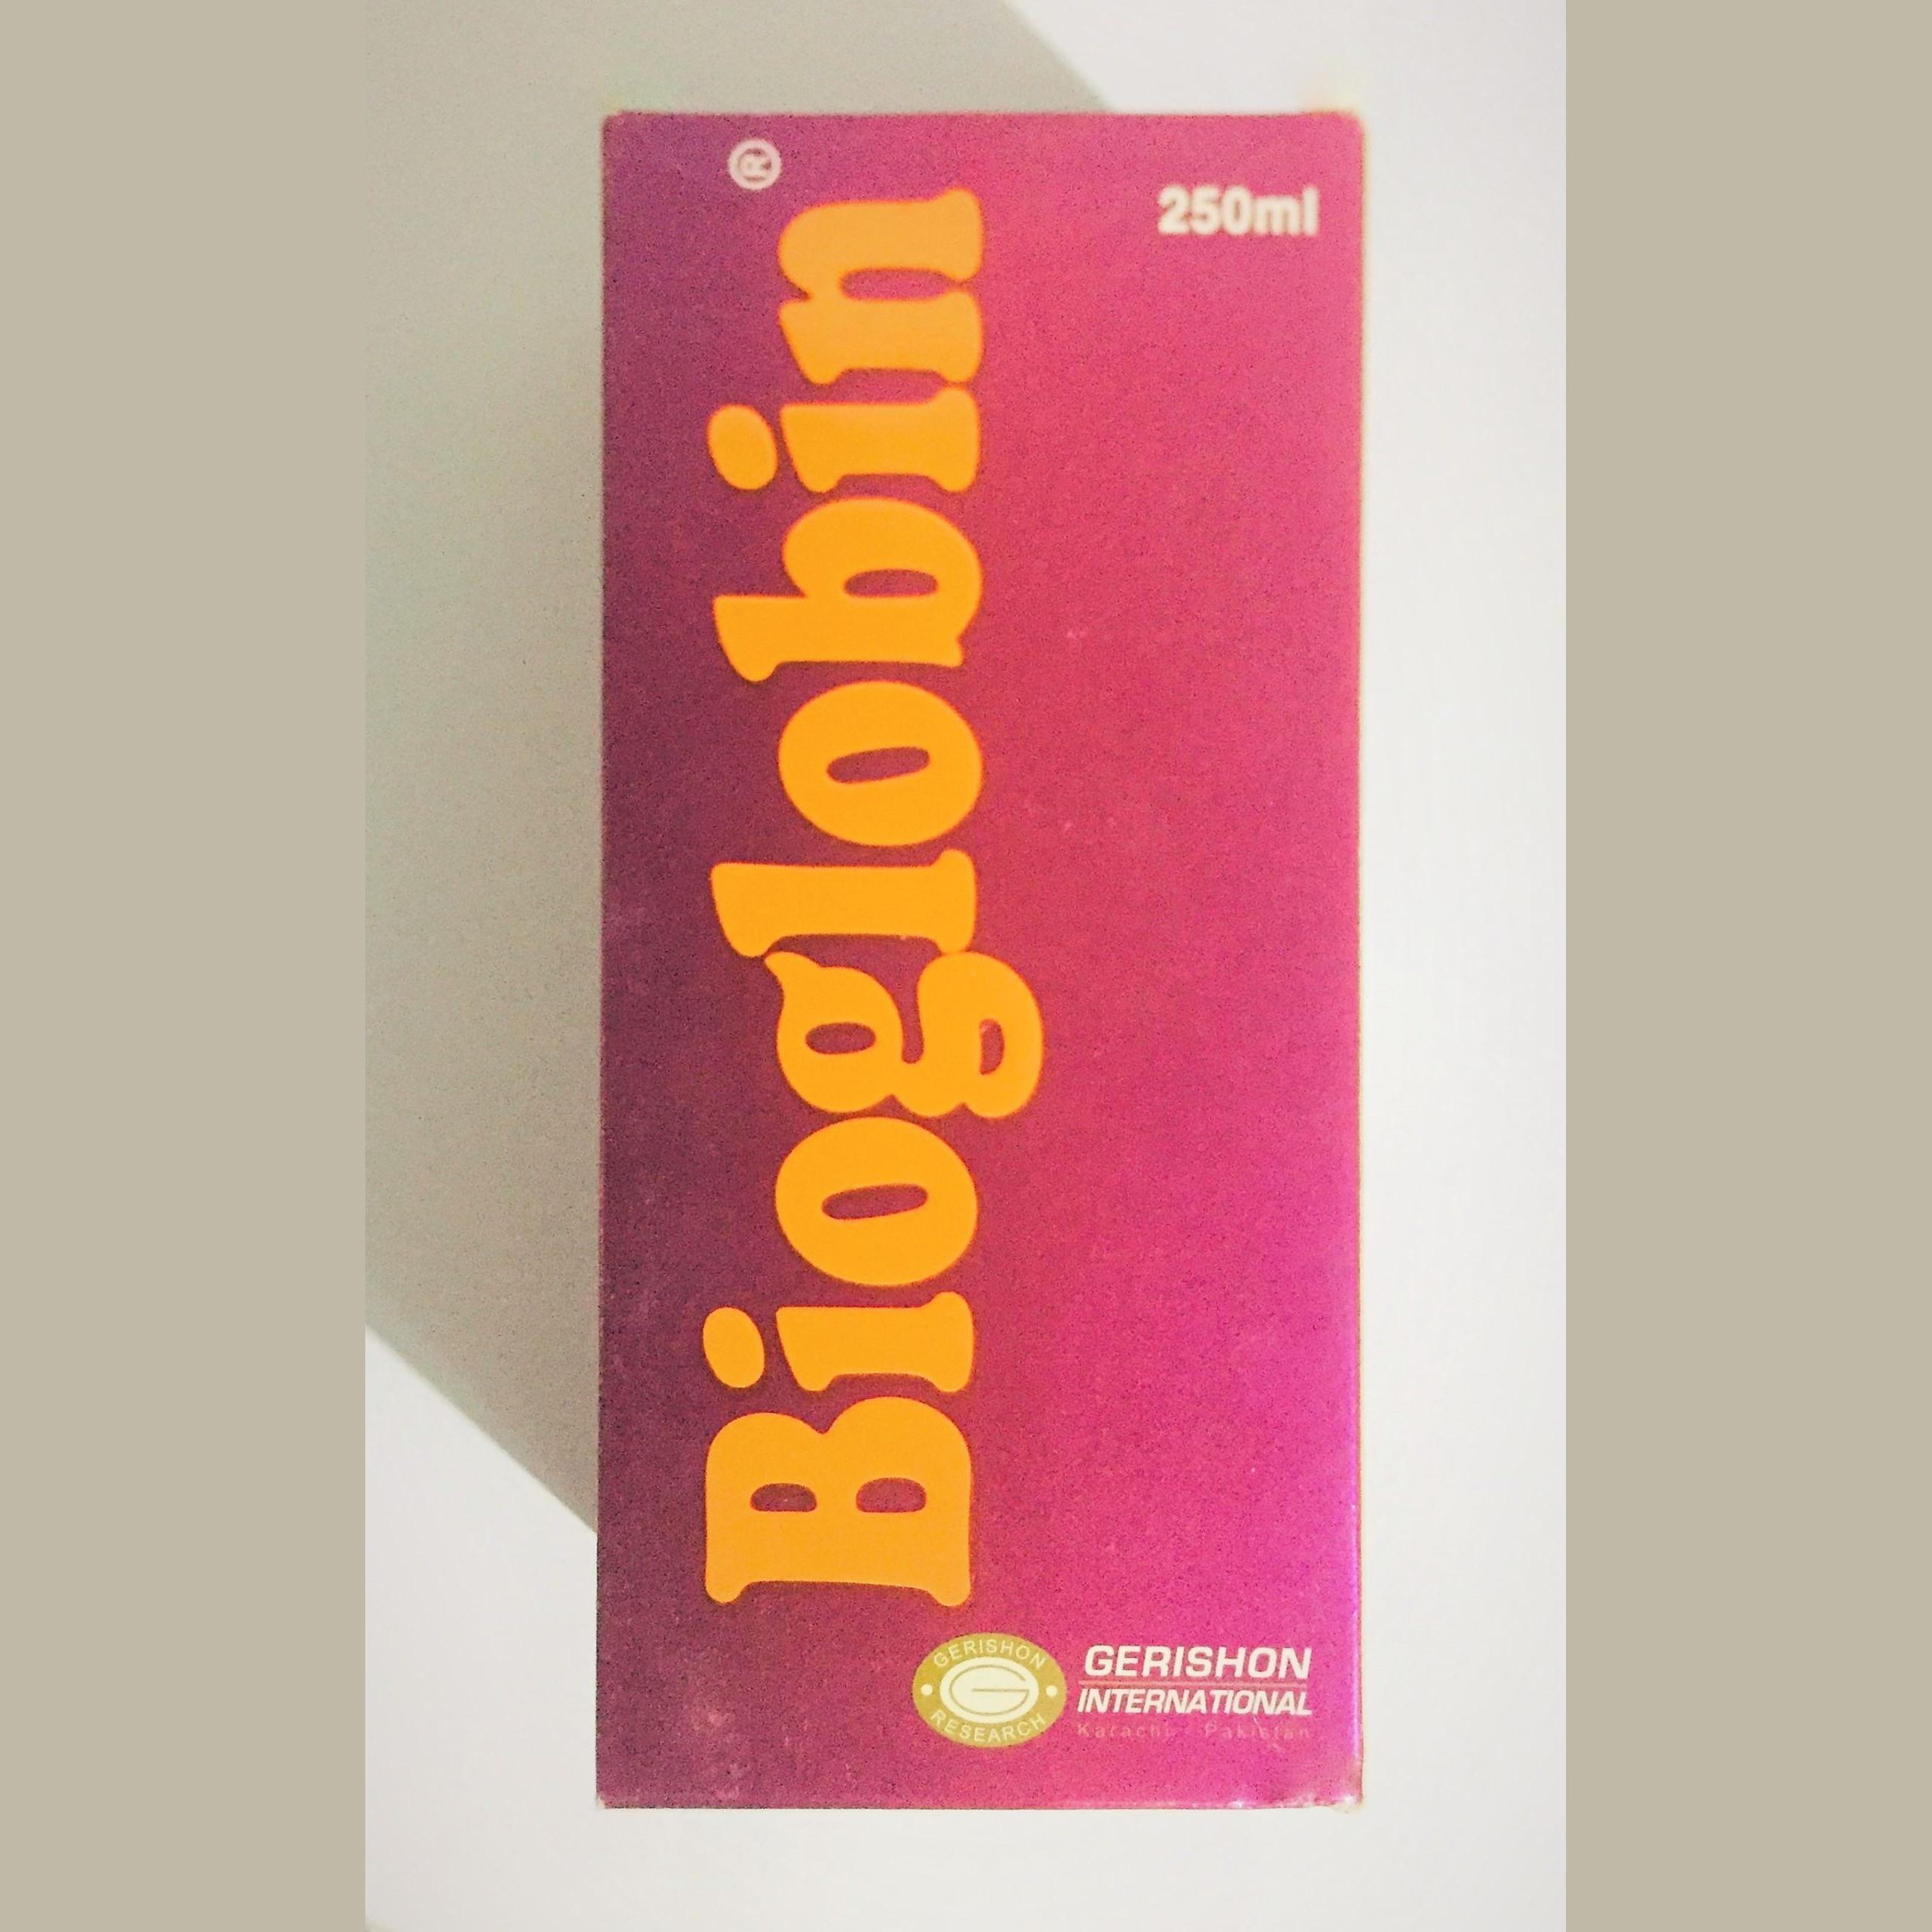 Bioglobin®
250ml
GERISHON
RESEARCH
GERISHON
INTERNATIONAL
Karachi - Pakistan